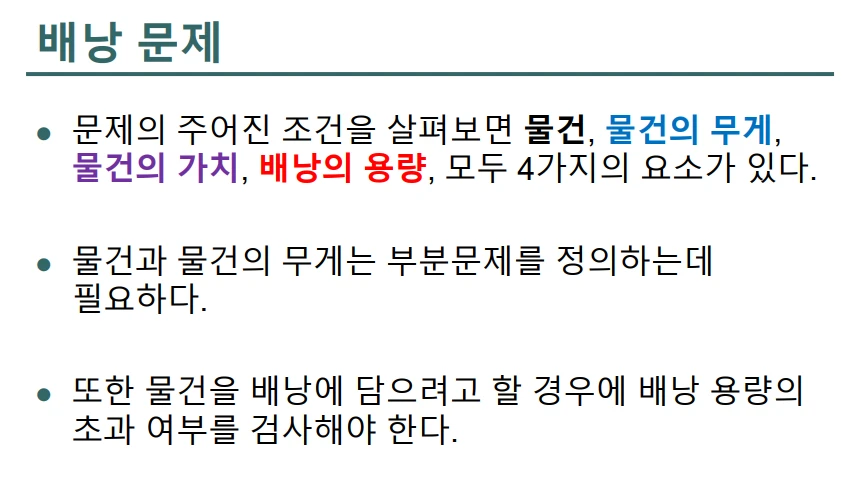 배낭 문제
● 문제의 주어진 조건을 살펴보면 물건, 물건의 무게,
물건의 가치, 배낭의 용량, 모두 4가지의 요소가 있다.
● 물건과 물건의 무게는 부분문제를 정의하는데
필요하다.
● 또한 물건을 배낭에 담으려고 할 경우에 배낭 용량의
초과 여부를 검사해야 한다.